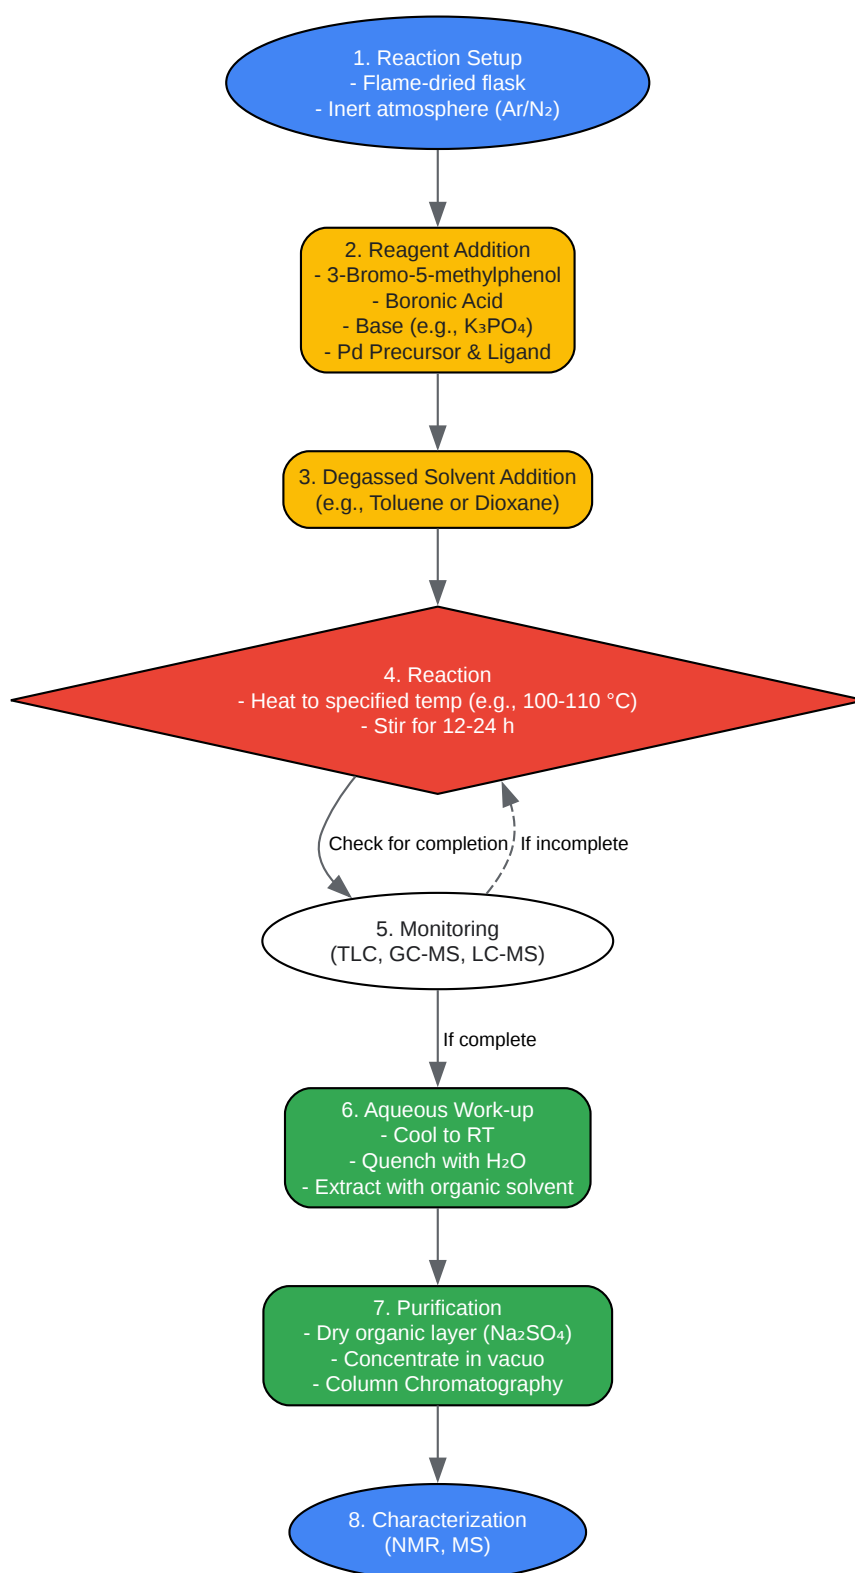 1. Reaction Setup
- Flame-dried flask
- Inert atmosphere (Ar/N₂)
2. Reagent Addition
- 3-Bromo-5-methylphenol
- Boronic Acid
- Base (e.g., K₃PO₄)
- Pd Precursor & Ligand
3. Degassed Solvent Addition
(e.g., Toluene or Dioxane)
4. Reaction
- Heat to specified temp (e.g., 100-110 °C)
- Stir for 12-24 h
Check for completion
If incomplete
5. Monitoring
(TLC, GC-MS, LC-MS)
If complete
6. Aqueous Work-up
- Cool to RT
- Quench with H₂O
- Extract with organic solvent
7. Purification
- Dry organic layer (Na₂SO₄)
- Concentrate in vacuo
- Column Chromatography
8. Characterization
(NMR, MS)